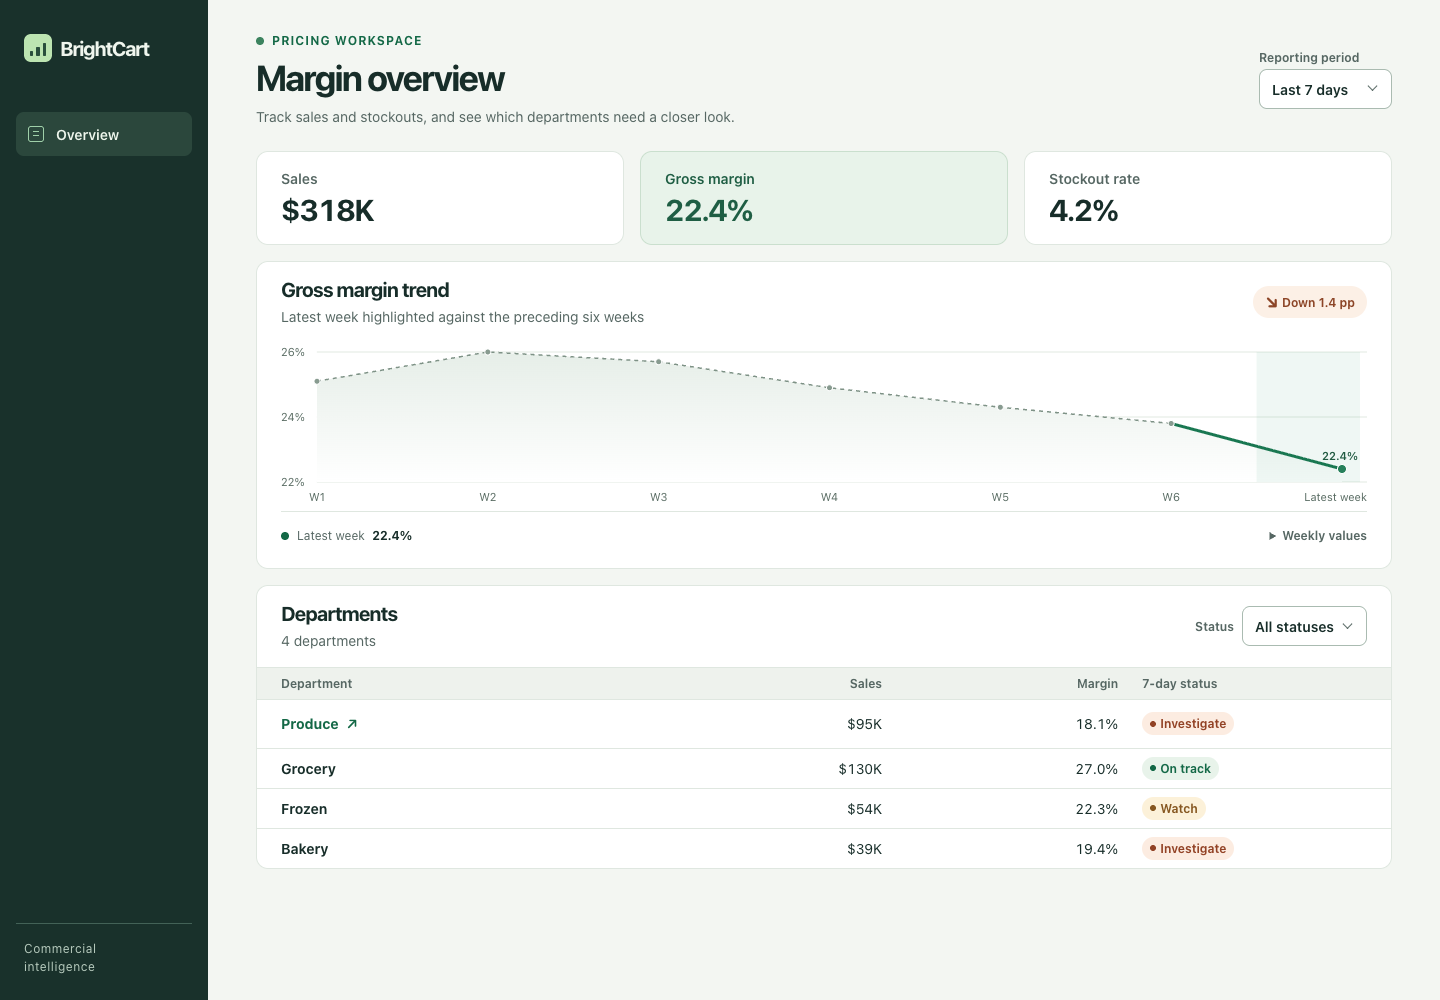 BrightCart
Overview
Commercial
intelligence
PRICING WORKSPACE
Margin overview
Track sales and stockouts, and see which departments need a closer look.
Reporting period
Last 7 days
Sales
$318K
Gross margin
22.4%
Stockout rate
4.2%
Gross margin trend
Latest week highlighted against the preceding six weeks
Down 1.4 pp
26%
24%
22%
22.4%
W1 W2 W3 W4 W5 W6 Latest week
Latest week 22.4%
Weekly values
Departments
4 departments
Status All statuses
Department Sales Margin 7-day status
Produce $95K 18.1% Investigate
Grocery $130K 27.0% On track
Frozen $54K 22.3% Watch
Bakery $39K 19.4% Investigate